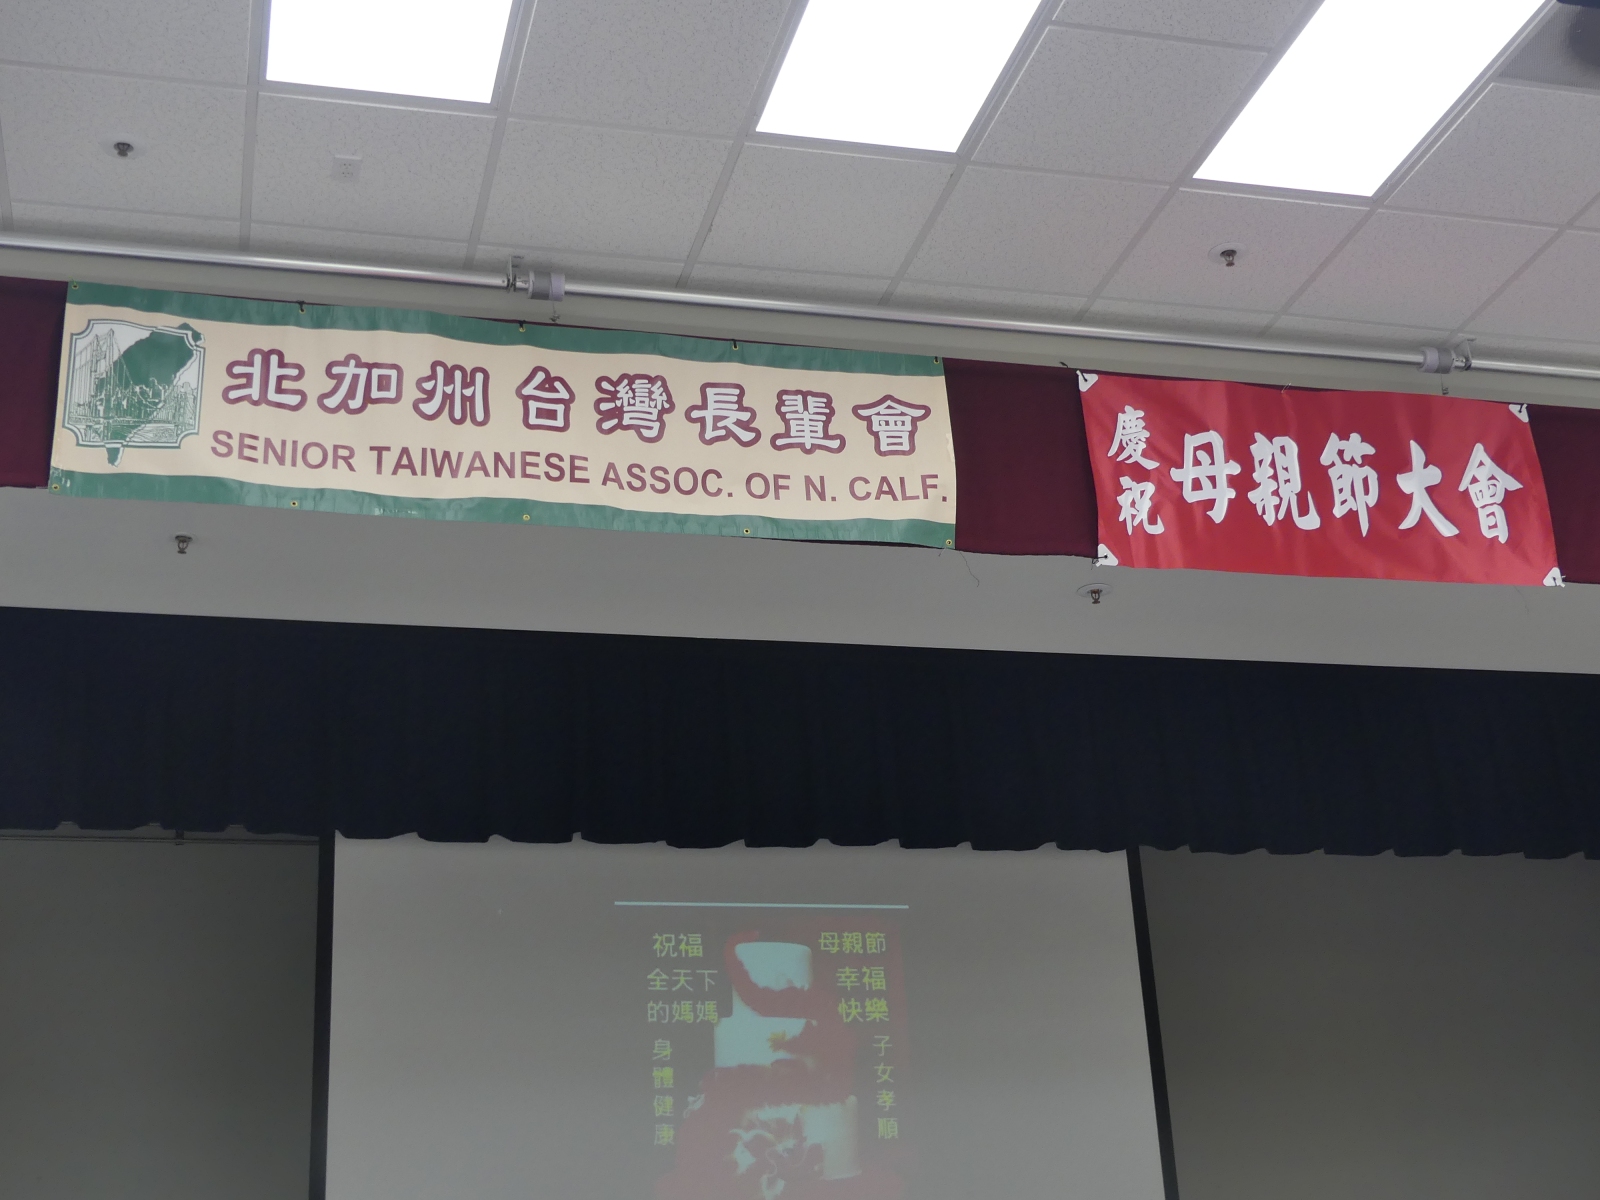 北加州台灣長輩會
SENIOR TAIWANESE ASSOC. OF N. CALF.
慶祝
母親節大會
祝福
全天下
的媽媽
身體健康
母親節
幸福
快樂
子女孝順